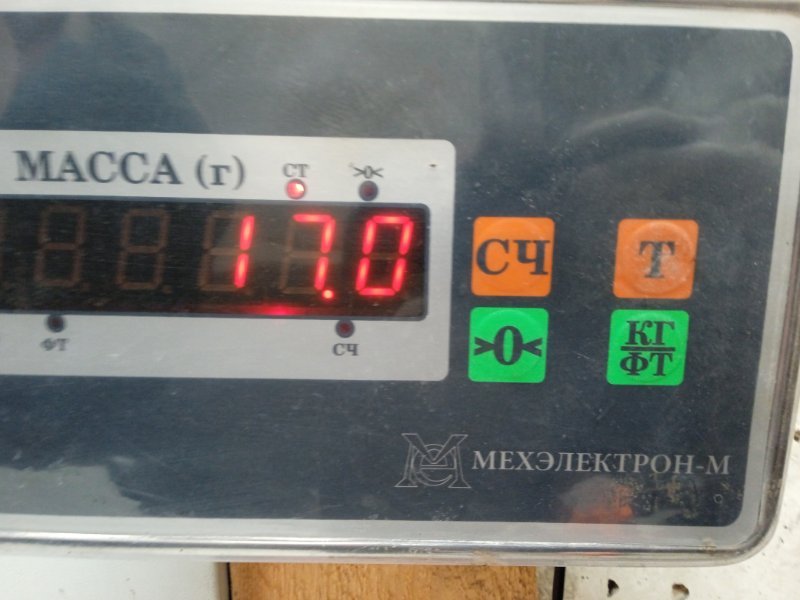 МАССА (г)
СТ
>0<
17.0
ФТ
СЧ
СЧ
Т
>0<
КГ
ФТ
МЕХЭЛЕКТРОН-М